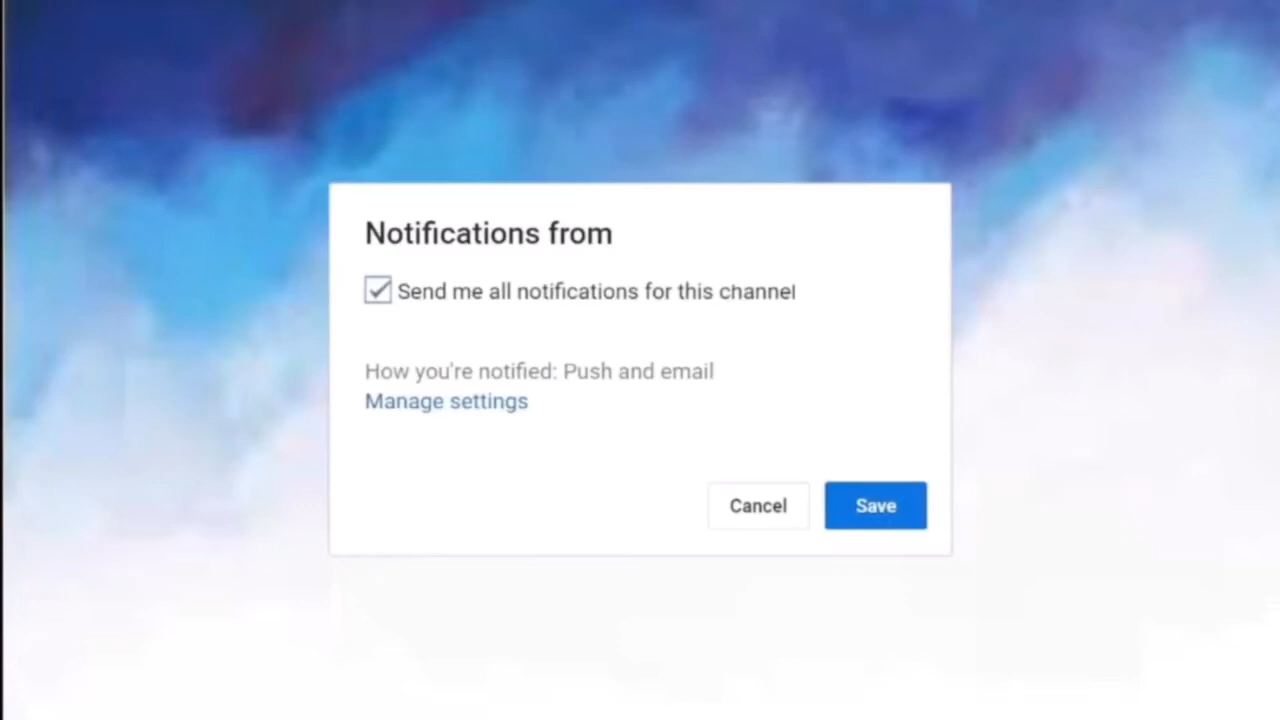 Notifications from
Send me all notifications for this channel
How you're notified: Push and email
Manage settings
Cancel
Save